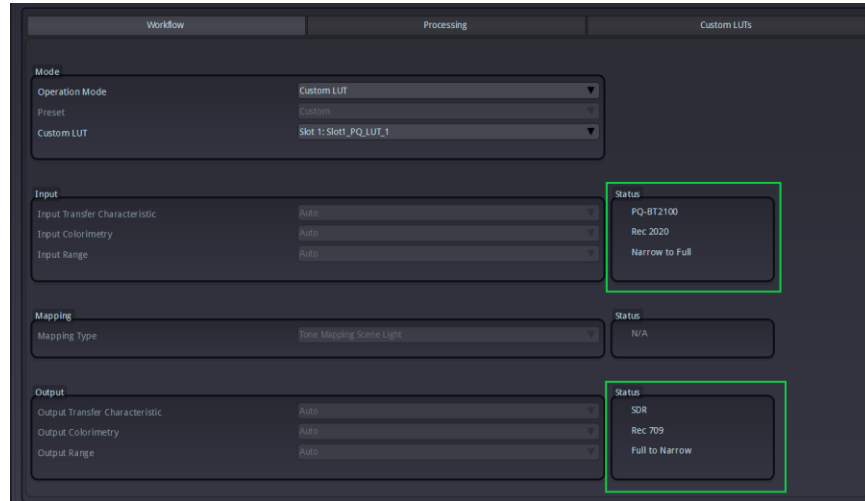 Workflow Processing Custom LUTs
Mode
Operation Mode Custom LUT
Preset Custom
Custom LUT Slot 1: Slot1_PQ_LUT_1
Input Status
Input Transfer Characteristic Auto PQ-BT2100
Input Colorimetry Auto Rec 2020
Input Range Auto Narrow to Full
Mapping Status
Mapping Type Tone Mapping Scene Light N/A
Output Status
Output Transfer Characteristic Auto SDR
Output Colorimetry Auto Rec 709
Output Range Auto Full to Narrow